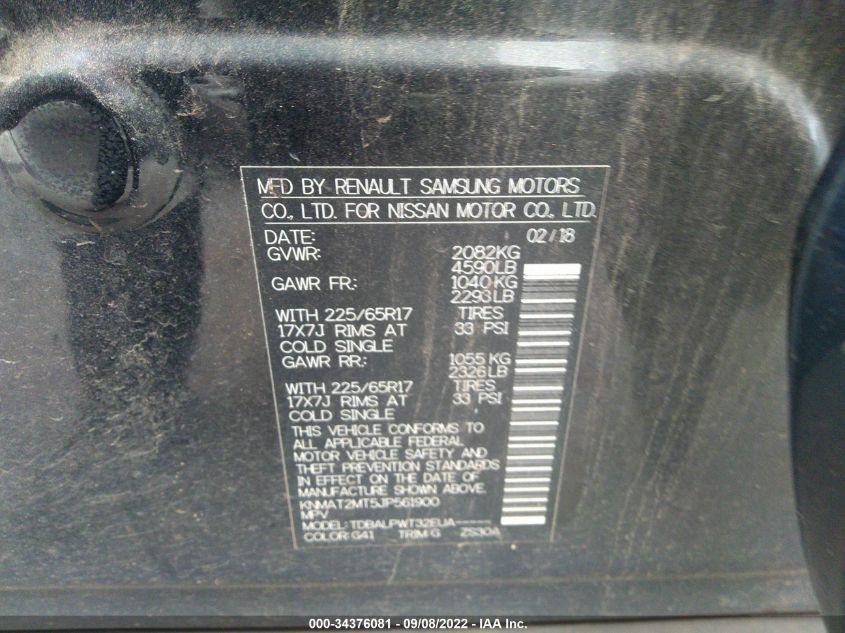 MFD BY RENAULT SAMSUNG MOTORS
CO., LTD. FOR NISSAN MOTOR CO., LTD.
DATE: 02/18
GVWR: 2082KG
4590LB
GAWR FR.: 1040KG
2293LB
WITH 225/65R17 TIRES
17X7J RIMS AT 33 PSI
COLD SINGLE
GAWR RR.: 1055KG
2326LB
WITH 225/65R17 TIRES
17X7J RIMS AT 33 PSI
COLD SINGLE
THIS VEHICLE CONFORMS TO
ALL APPLICABLE FEDERAL
MOTOR VEHICLE SAFETY AND
THEFT PREVENTION STANDARDS
IN EFFECT ON THE DATE OF
MANUFACTURE SHOWN ABOVE.
KNMAT2MT5JP561900
MPV
MODEL: TDBALPWT32EUA-----
COLOR: G41 TRIM: G ZS30A
000-34376081 - 09/08/2022 - IAA Inc.